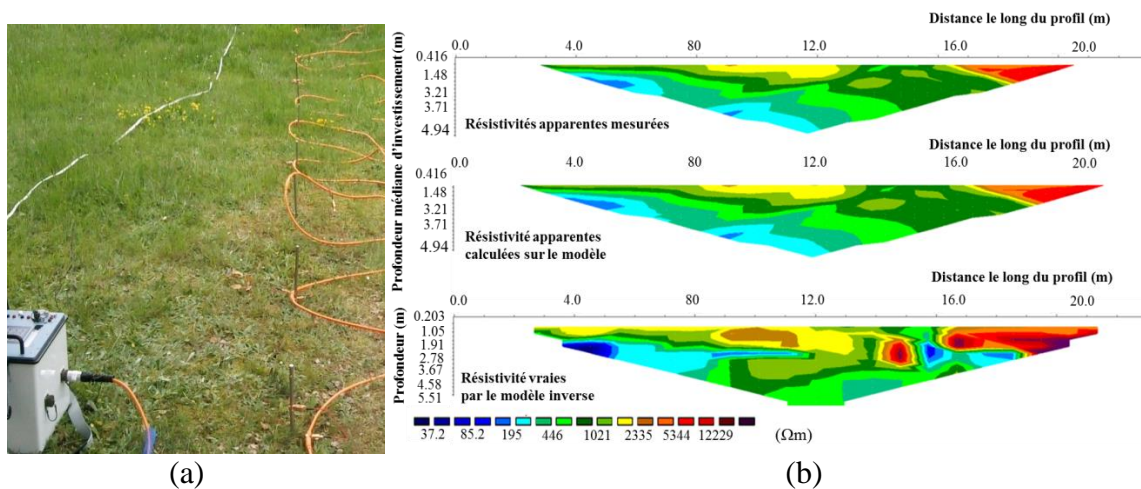 Distance le long du profil (m)
0.0 4.0 80 12.0 16.0 20.0
0.416
1.48
3.21
3.71
4.94
Résistivités apparentes mesurées
Profondeur médiane d'investissement (m)
Distance le long du profil (m)
0.0 4.0 80 12.0 16.0 20.0
0.416
1.48
3.21
3.71
4.94
Résistivité apparentes
calculées sur le modèle
Distance le long du profil (m)
0.0 4.0 80 12.0 16.0 20.0
Profondeur (m)
0.203
1.05
1.91
2.78
3.67
4.58
5.51
Résistivité vraies
par le modèle inverse
37.2 85.2 195 446 1021 2335 5344 12229 (Ωm)
(a)
(b)